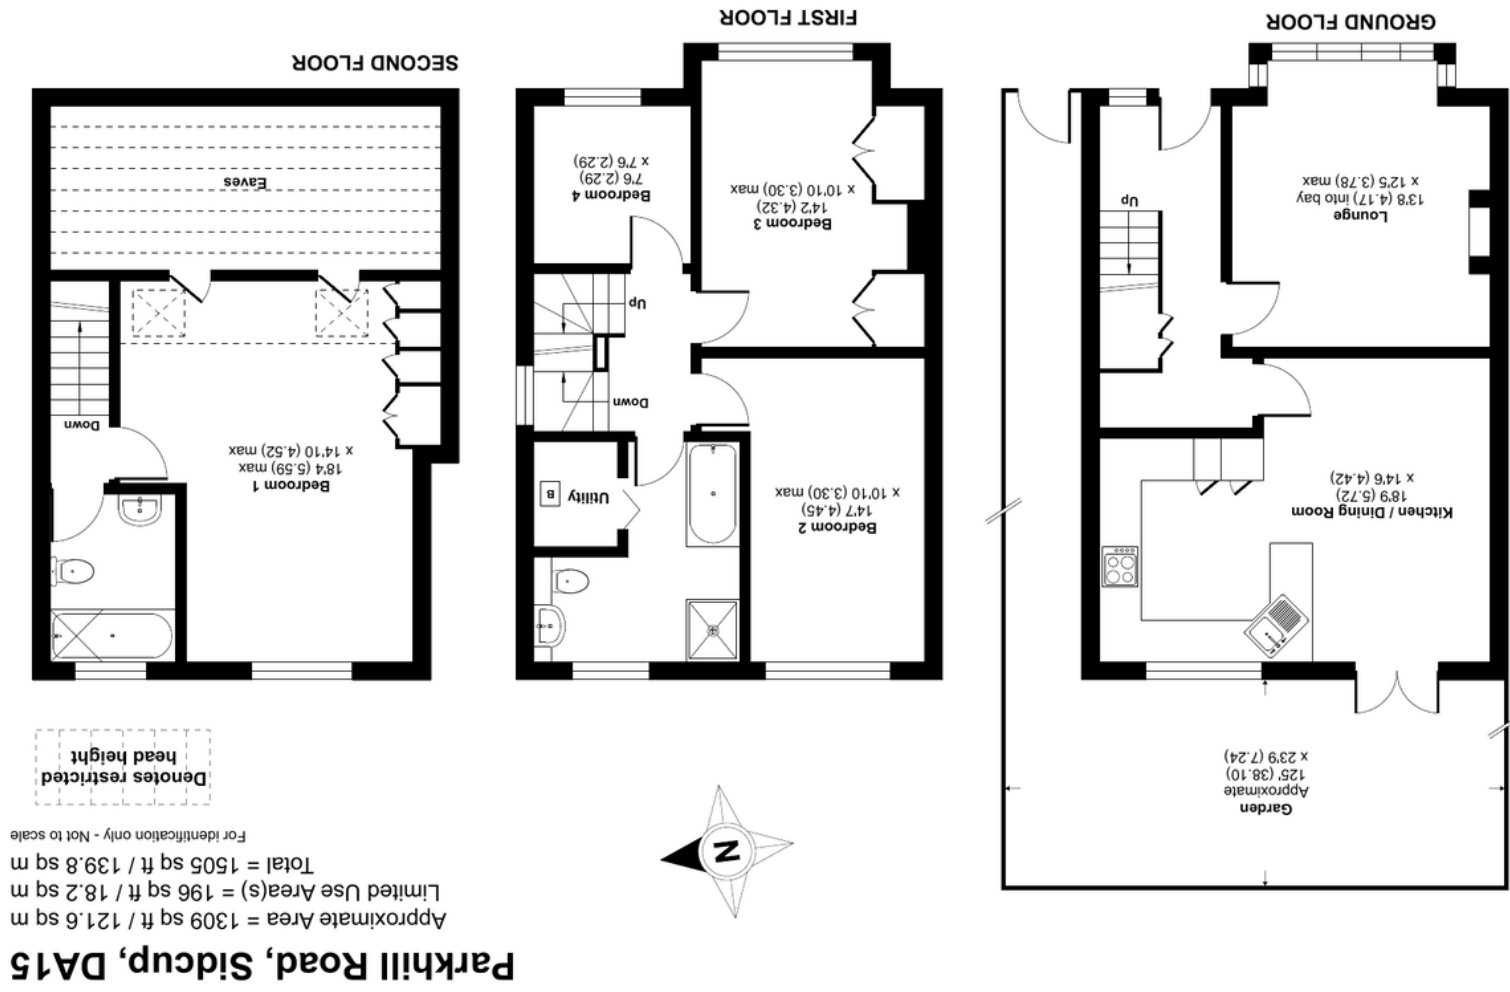 Parkhill Road, Sidcup, DA15
Approximate Area = 1309 sq ft / 121.6 sq m
Limited Use Area(s) = 196 sq ft / 18.2 sq m
Total = 1505 sq ft / 139.8 sq m
For identification only - Not to scale
Denotes restricted
head height
N
Garden
Approximate
125' (38.10)
x 23'9 (7.24)
Kitchen / Dining Room
18'9 (5.72)
x 14'6 (4.42)
Lounge
13'8 (4.17) into bay
x 12'5 (3.78) max
Up
GROUND FLOOR
Bedroom 2
14'7 (4.45)
x 10'10 (3.30) max
Utility
B
Down
Up
Bedroom 3
14'2 (4.32)
x 10'10 (3.30) max
Bedroom 4
7'6 (2.29)
x 7'6 (2.29)
FIRST FLOOR
Bedroom 1
18'4 (5.59) max
x 14'10 (4.52) max
Down
Eaves
SECOND FLOOR